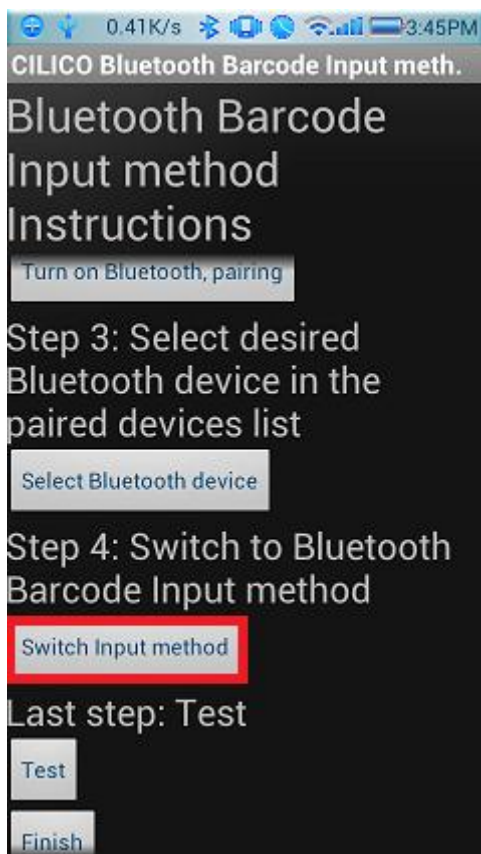 0.41K/s 3:45PM
CILICO Bluetooth Barcode Input meth.
Bluetooth Barcode
Input method
Instructions
Turn on Bluetooth, pairing
Step 3: Select desired
Bluetooth device in the
paired devices list
Select Bluetooth device
Step 4: Switch to Bluetooth
Barcode Input method
Switch Input method
Last step: Test
Test
Finish